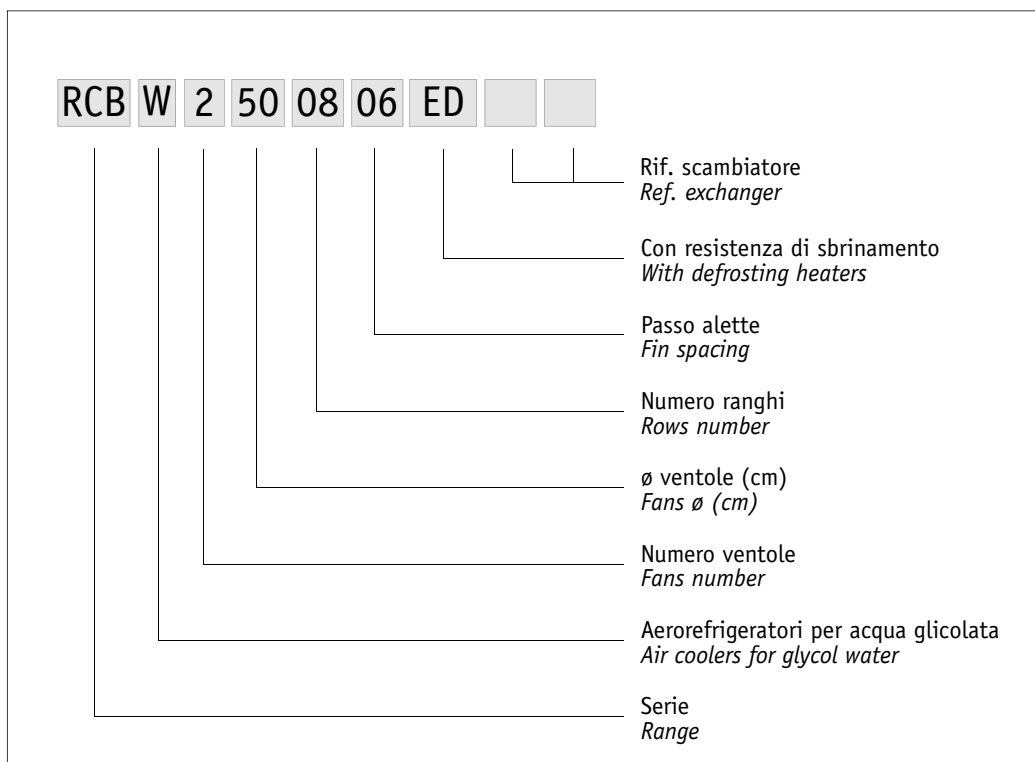 RCB W 2 50 08 06 ED
Rif. scambiatore
Ref. exchanger
Con resistenza di sbrinamento
With defrosting heaters
Passo alette
Fin spacing
Numero ranghi
Rows number
ø ventole (cm)
Fans ø (cm)
Numero ventole
Fans number
Aerorefrigeratori per acqua glicolata
Air coolers for glycol water
Serie
Range